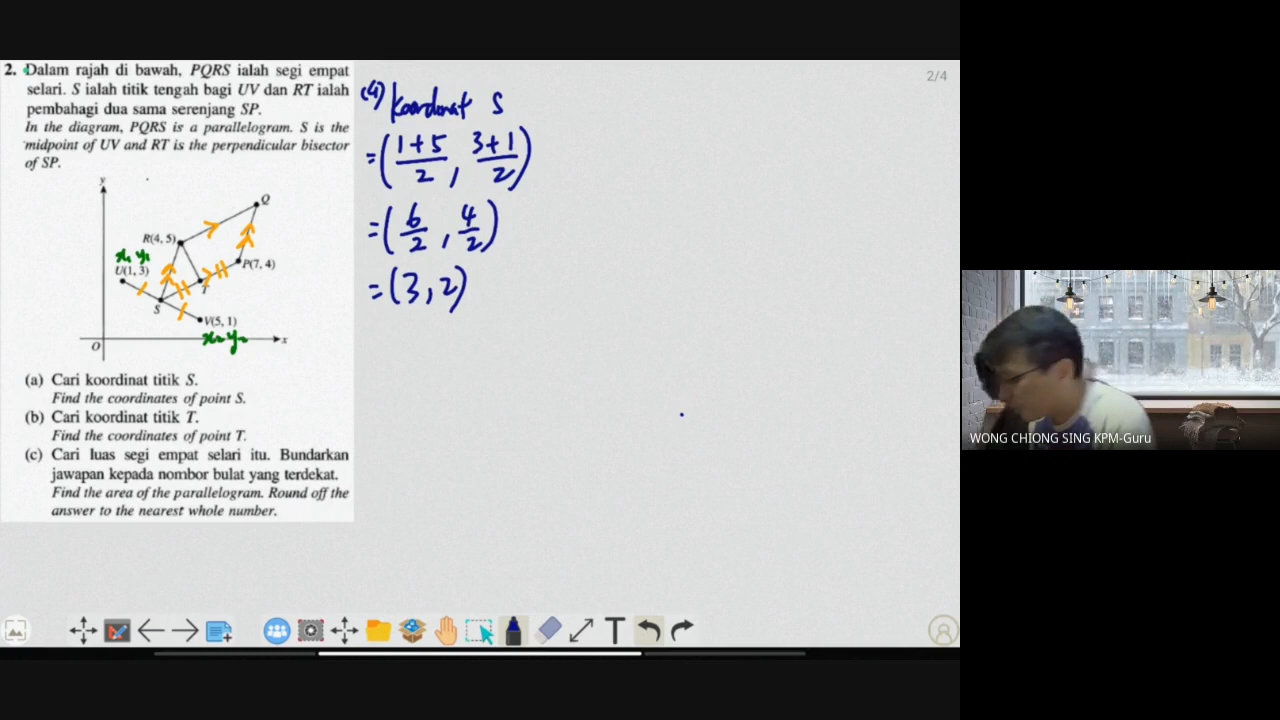 2. Dalam rajah di bawah, PQRS ialah segi empat
selari. S ialah titik tengah bagi UV dan RT ialah
pembahagi dua sama serenjang SP.
In the diagram, PQRS is a parallelogram. S is the
midpoint of UV and RT is the perpendicular bisector
of SP.
y
Q
R(4, 5)
x₁ y₁
U(1, 3)
P(7, 4)
T
S
V(5, 1)
x₂ y₂
x
O
(a) Cari koordinat titik S.
Find the coordinates of point S.
(b) Cari koordinat titik T.
Find the coordinates of point T.
(c) Cari luas segi empat selari itu. Bundarkan
jawapan kepada nombor bulat yang terdekat.
Find the area of the parallelogram. Round off the
answer to the nearest whole number.
(a) Koordinat S
= (1+5/2, 3+1/2)
= (6/2, 4/2)
= (3, 2)
2/4
T
WONG CHIONG SING KPM-Guru